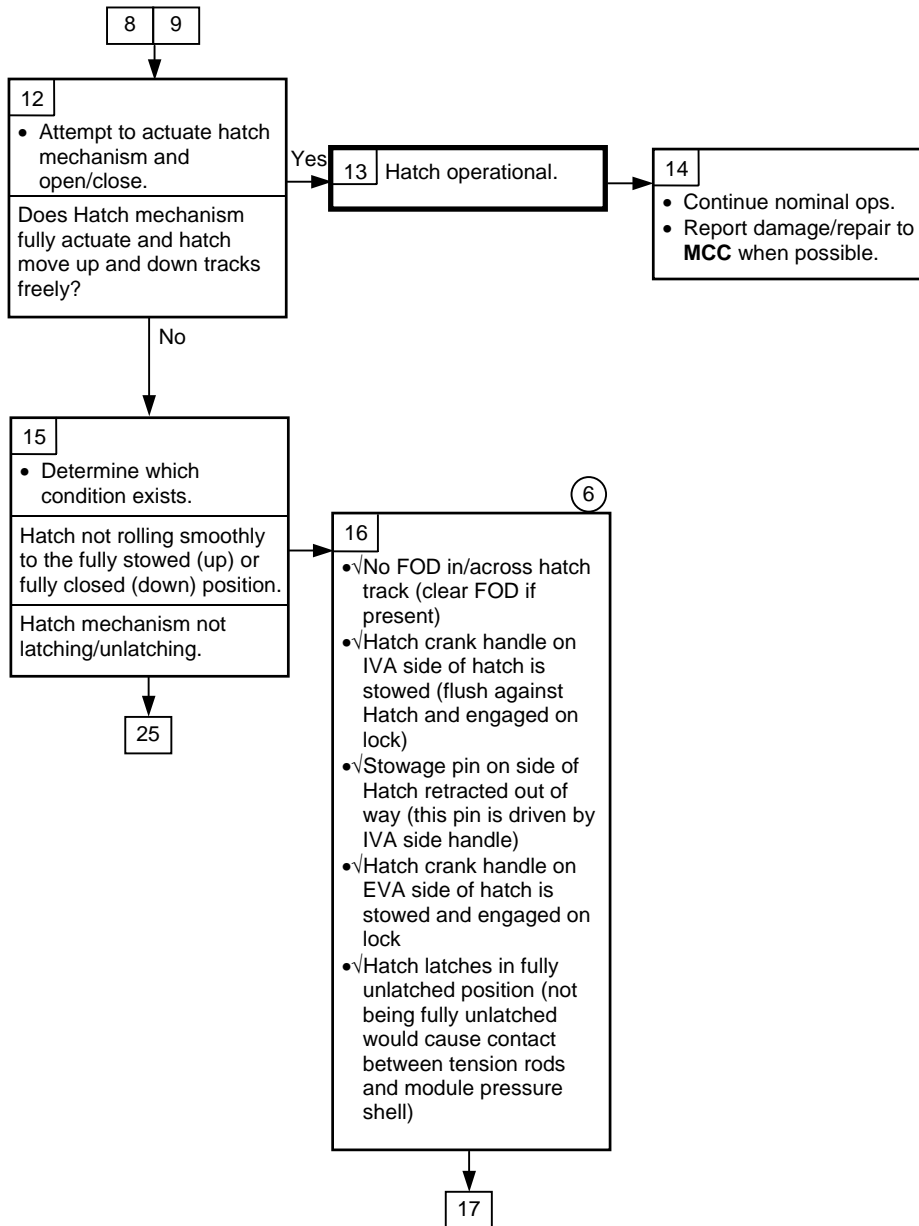 8 9
12
• Attempt to actuate hatch
mechanism and
open/close.
Does Hatch mechanism
fully actuate and hatch
move up and down tracks
freely?
Yes
13 Hatch operational.
14
• Continue nominal ops.
• Report damage/repair to
MCC when possible.
No
15
• Determine which
condition exists.
Hatch not rolling smoothly
to the fully stowed (up) or
fully closed (down) position.
Hatch mechanism not
latching/unlatching.
25
6
16
•√No FOD in/across hatch
track (clear FOD if
present)
•√Hatch crank handle on
IVA side of hatch is
stowed (flush against
Hatch and engaged on
lock)
•√Stowage pin on side of
Hatch retracted out of
way (this pin is driven by
IVA side handle)
•√Hatch crank handle on
EVA side of hatch is
stowed and engaged on
lock
•√Hatch latches in fully
unlatched position (not
being fully unlatched
would cause contact
between tension rods
and module pressure
shell)
17